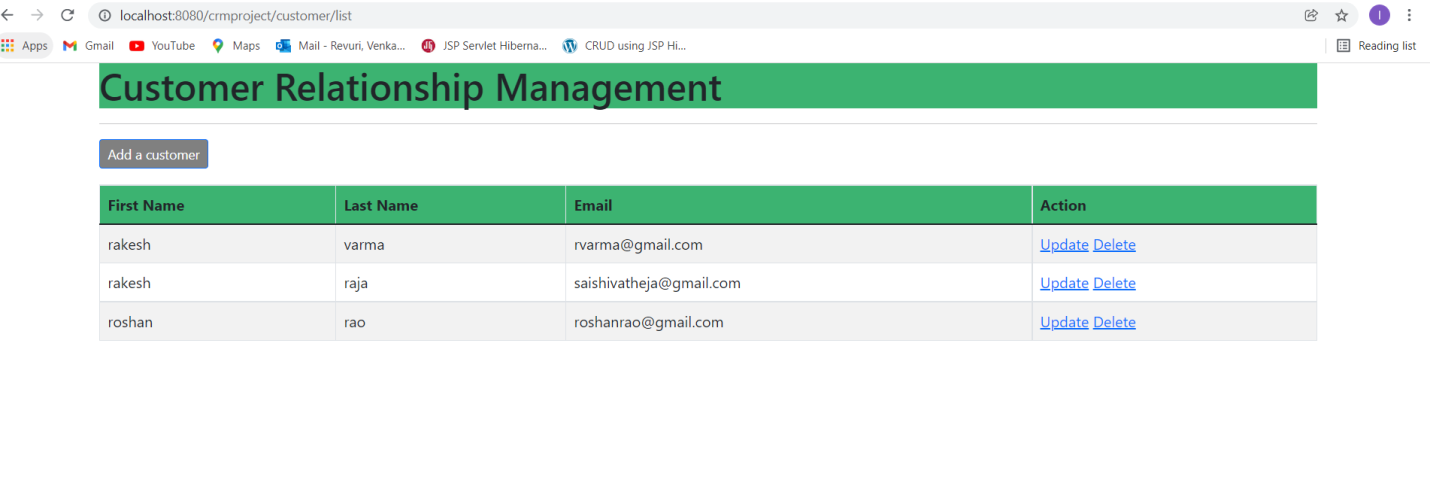 localhost:8080/crmproject/customer/list
I
Apps Gmail YouTube Maps Mail - Revuri, Venka... JSP Servlet Hiberna... CRUD using JSP Hi... Reading list
Customer Relationship Management
Add a customer
First Name Last Name Email Action
rakesh varma rvarma@gmail.com Update Delete
rakesh raja saishivatheja@gmail.com Update Delete
roshan rao roshanrao@gmail.com Update Delete